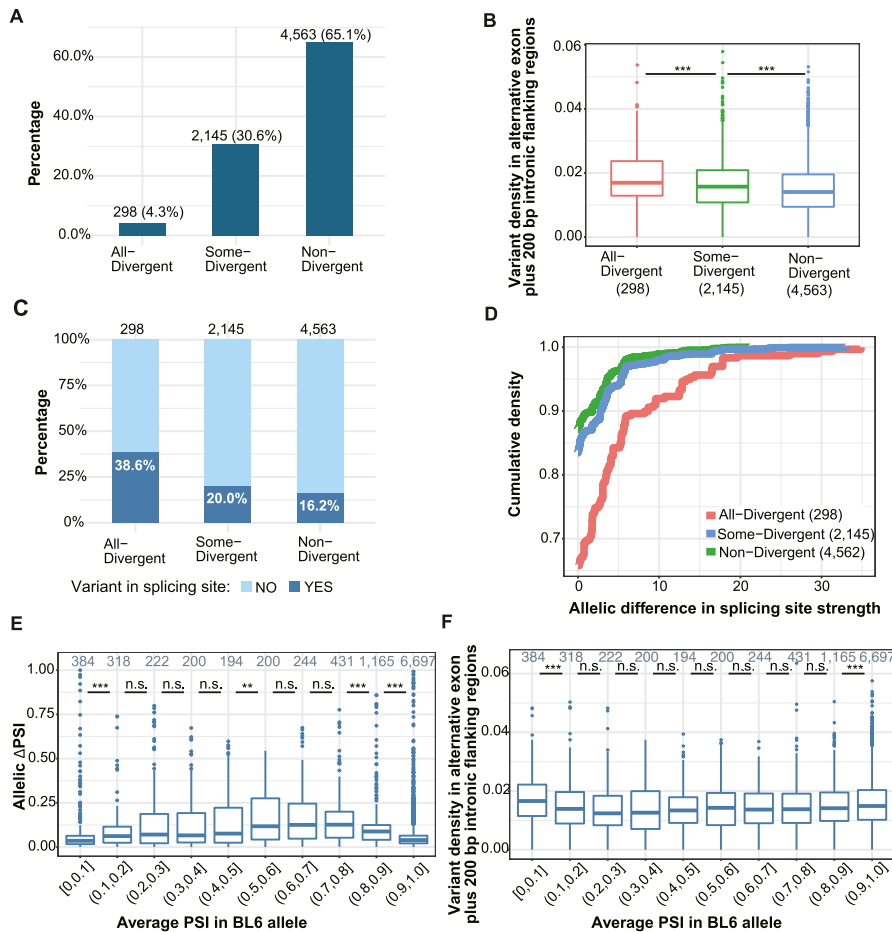 A
60.0%
40.0%
20.0%
0.0%
Percentage
298 (4.3%)
2,145 (30.6%)
4,563 (65.1%)
All-
Divergent
Some-
Divergent
Non-
Divergent
B
Variant density in alternative exon
plus 200 bp intronic flanking regions
0.06
0.04
0.02
0.00
***
***
All-
Divergent
(298)
Some-
Divergent
(2,145)
Non-
Divergent
(4,563)
C
Percentage
100%
75%
50%
25%
0%
298
2,145
4,563
38.6%
20.0%
16.2%
All-
Divergent
Some-
Divergent
Non-
Divergent
Variant in splicing site: NO YES
D
Cumulative density
1.0
0.9
0.8
0.7
All-Divergent (298)
Some-Divergent (2,145)
Non-Divergent (4,562)
0 10 20 30
Allelic difference in splicing site strength
E
Allelic ΔPSI
1.00
0.75
0.50
0.25
0.00
384 318 222 200 194 200 244 431 1,165 6,697
*** n.s. n.s. n.s. ** n.s. n.s. *** ***
[0,0.1] (0.1,0.2] (0.2,0.3] (0.3,0.4] (0.4,0.5] (0.5,0.6] (0.6,0.7] (0.7,0.8] (0.8,0.9] (0.9,1.0]
Average PSI in BL6 allele
F
Variant density in alternative exon
plus 200 bp intronic flanking regions
0.06
0.04
0.02
0.00
384 318 222 200 194 200 244 431 1,165 6,697
*** n.s. n.s. n.s. n.s. n.s. n.s. n.s. ***
[0,0.1] (0.1,0.2] (0.2,0.3] (0.3,0.4] (0.4,0.5] (0.5,0.6] (0.6,0.7] (0.7,0.8] (0.8,0.9] (0.9,1.0]
Average PSI in BL6 allele